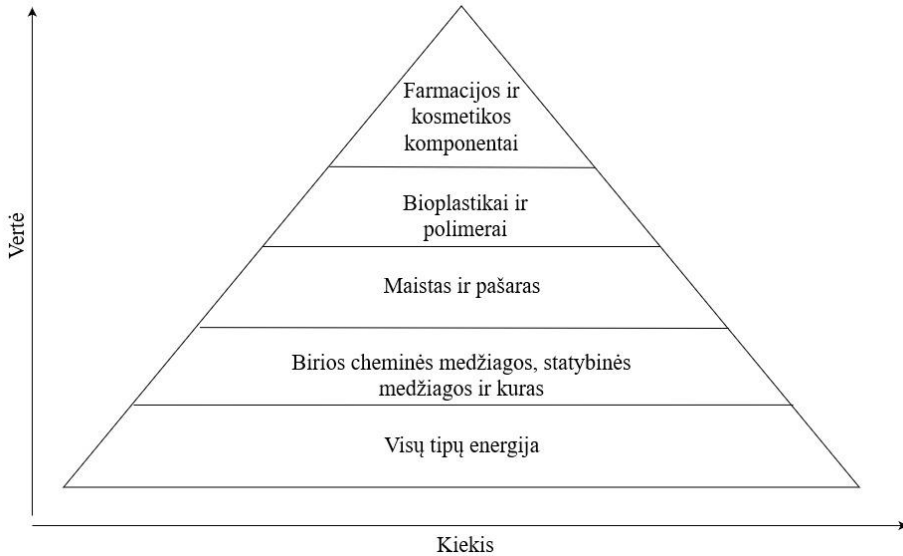 Farmacijos ir
kosmetikos
komponentai
Bioplastikai ir
polimerai
Vertė
Maistas ir pašaras
Birios cheminės medžiagos, statybinės
medžiagos ir kuras
Visų tipų energija
Kiekis